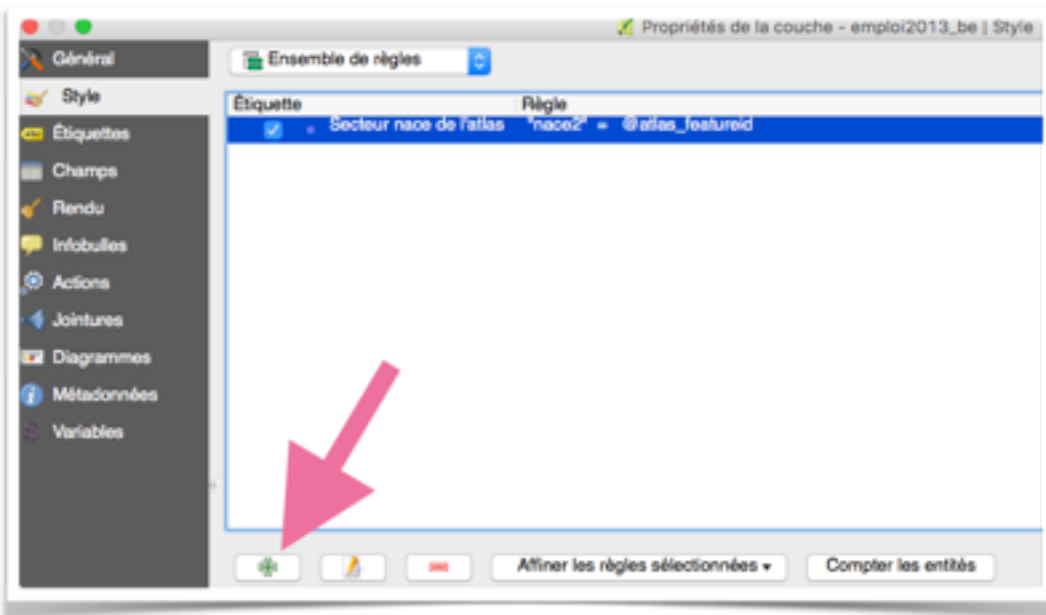 Propriétés de la couche - emploi2013_be | Style
Général
Style
Étiquettes
Champs
Rendu
Infobulles
Actions
Jointures
Diagrammes
Métadonnées
Variables
Ensemble de règles
Étiquette Règle
Secteur nace de l'atlas "nace2" = @atlas_featureid
Affiner les règles sélectionnées
Compter les entités